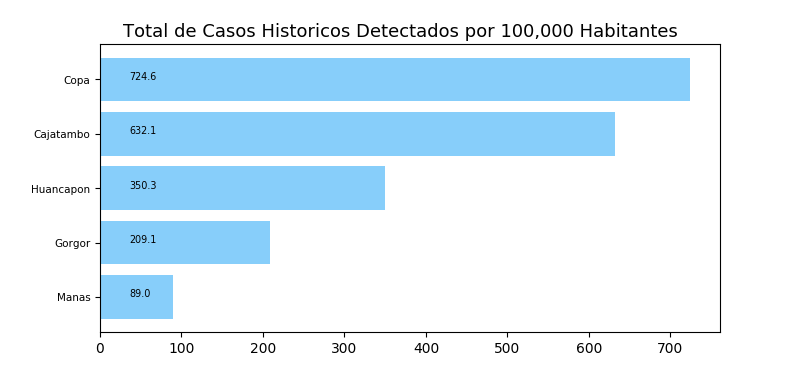 Total de Casos Historicos Detectados por 100,000 Habitantes
Copa 724.6
Cajatambo 632.1
Huancapon 350.3
Gorgor 209.1
Manas 89.0
0 100 200 300 400 500 600 700